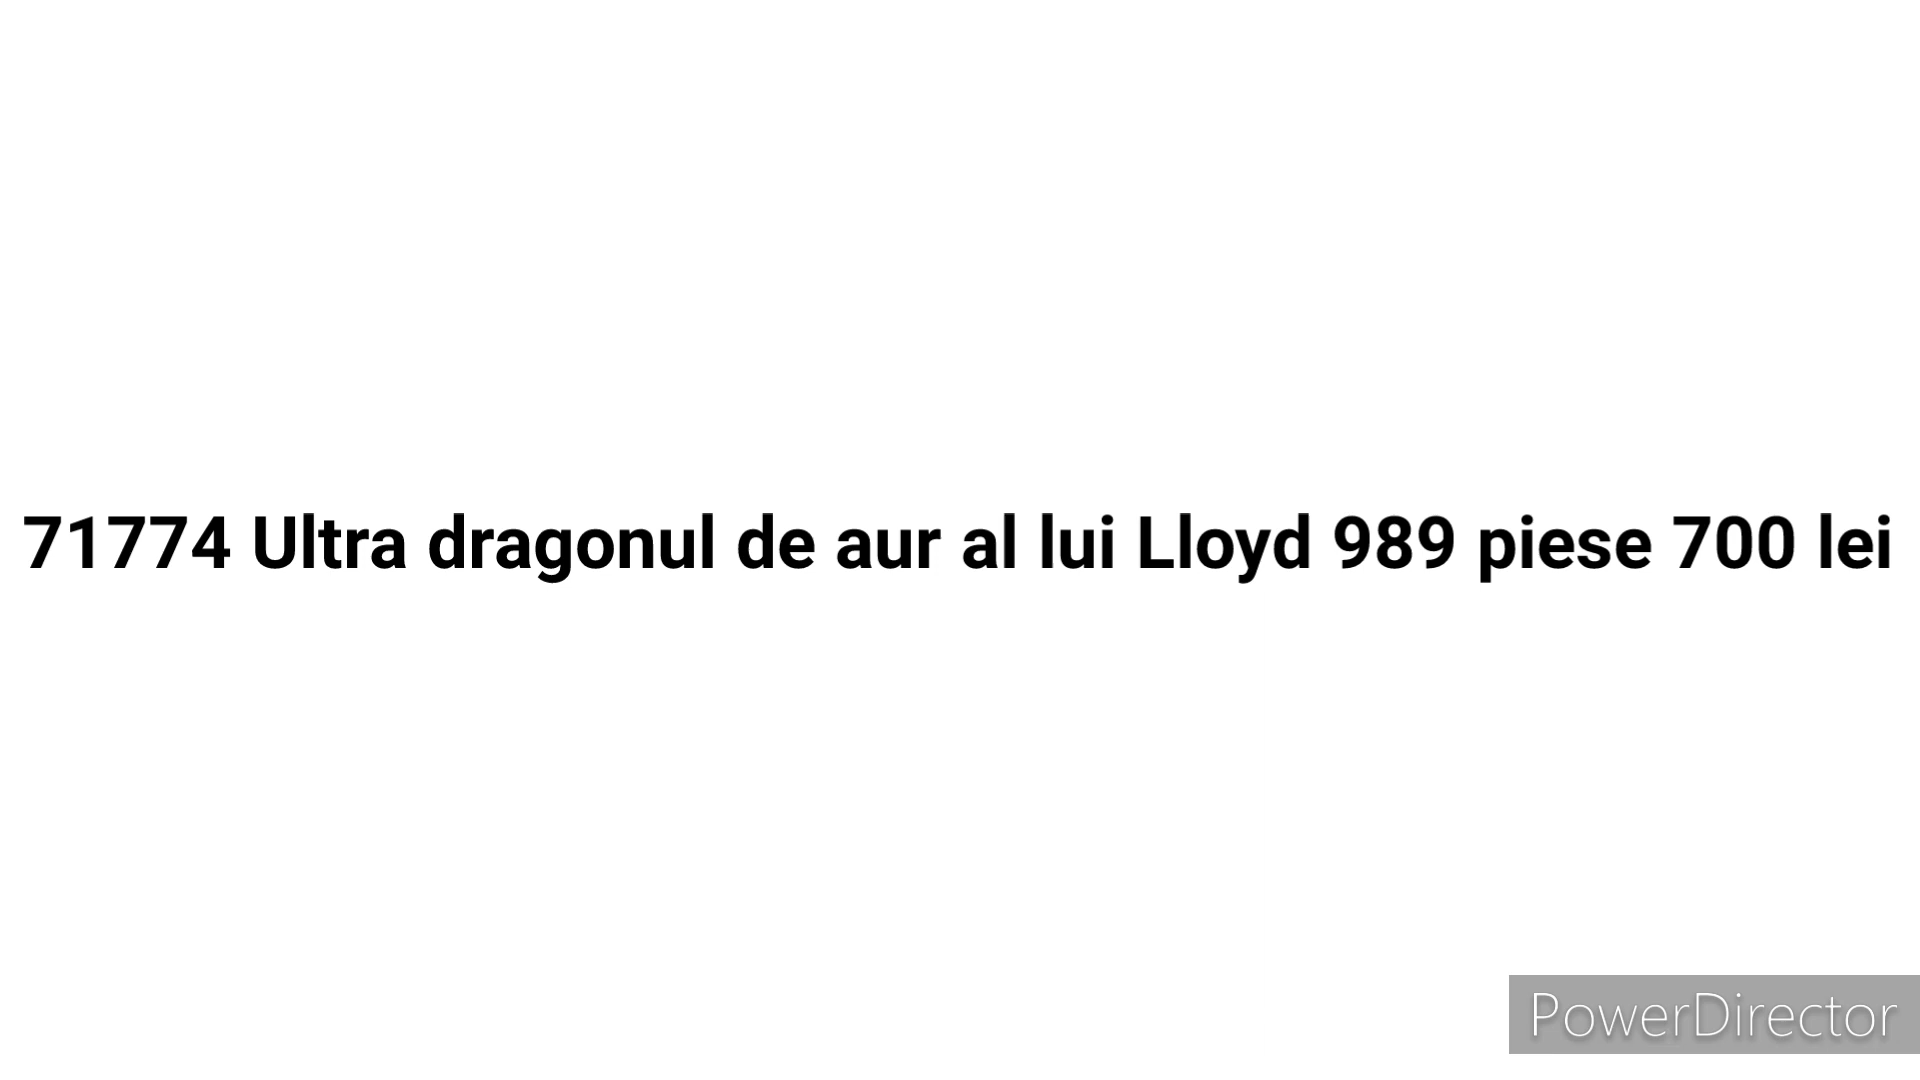 71774 Ultra dragonul de aur al lui Lloyd 989 piese 700 lei
PowerDirector